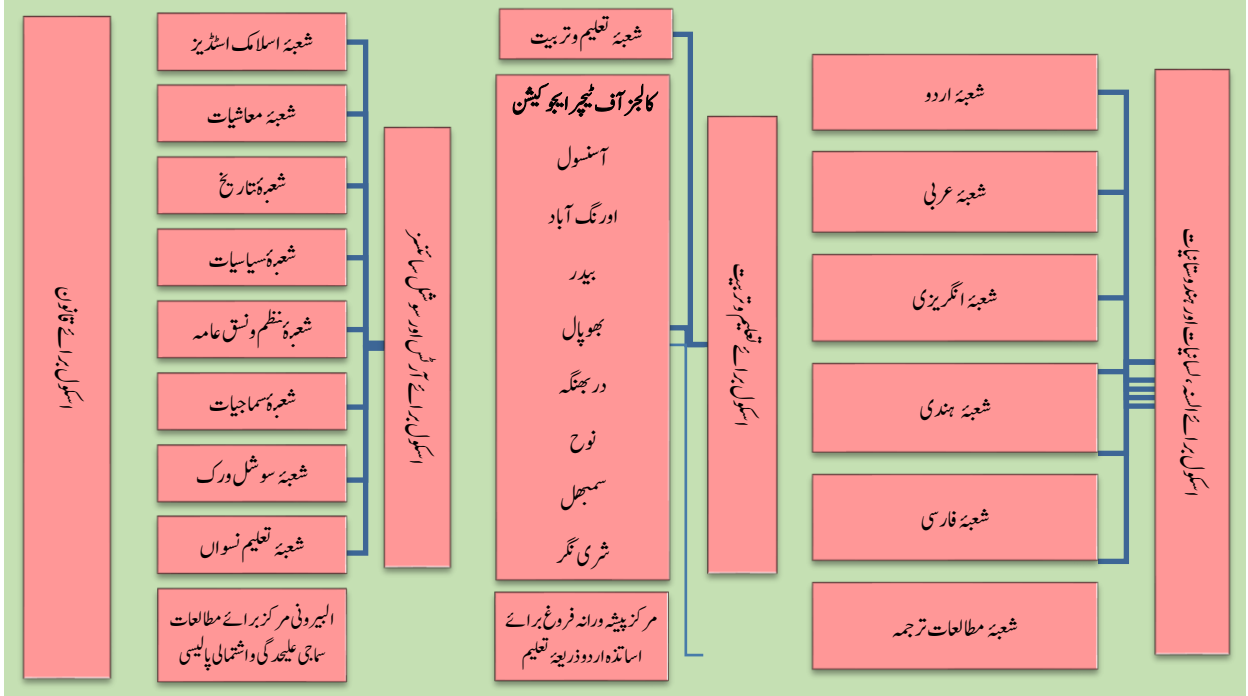 اسکول برائے السنہ، لسانیات اور ہندوستانیات
شعبۂ اردو
شعبۂ عربی
شعبۂ انگریزی
شعبۂ ہندی
شعبۂ فارسی
شعبۂ مطالعات ترجمہ
اسکول برائے تعلیم و تربیت
شعبۂ تعلیم و تربیت
کالجز آف ٹیچر ایجوکیشن
آسنسول
اورنگ آباد
بیدر
بھوپال
دربھنگہ
نوح
سمبھل
شری نگر
مرکز پیشہ ورانہ فروغ برائے
اساتذہ اردو ذریعۂ تعلیم
اسکول برائے آرٹس اور سوشل سائنسز
شعبۂ اسلامک اسٹڈیز
شعبۂ معاشیات
شعبۂ تاریخ
شعبۂ سیاسیات
شعبۂ نظم و نسق عامہ
شعبۂ سماجیات
شعبۂ سوشل ورک
شعبۂ تعلیم نسواں
البیرونی مرکز برائے مطالعات
سماجی علیحدگی و اشتمالی پالیسی
اسکول برائے قانون